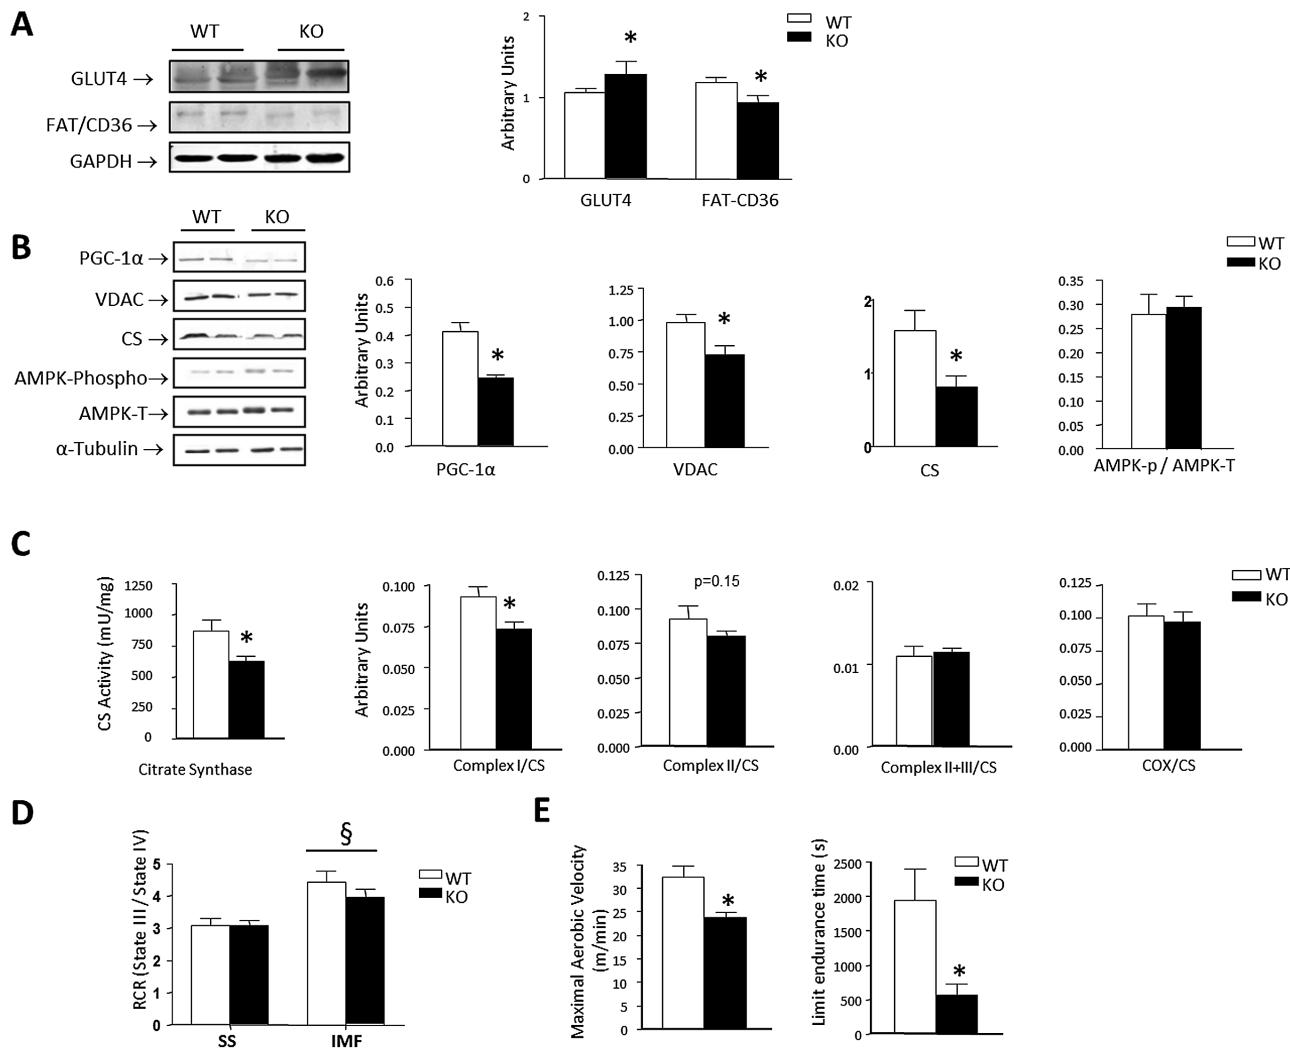 A
WT KO
GLUT4 →
FAT/CD36 →
GAPDH →
Arbitrary Units
2
1
0
*
*
GLUT4 FAT-CD36
WT
KO
B
WT KO
PGC-1α →
VDAC →
CS →
AMPK-Phospho →
AMPK-T →
α-Tubulin →
Arbitrary Units
0.6
0.5
0.4
0.3
0.2
0.1
0.0
*
PGC-1α
1.25
1.00
0.75
0.50
0.25
0.00
*
VDAC
2
1
0
*
CS
0.35
0.30
0.25
0.20
0.15
0.10
0.05
0.00
AMPK-p / AMPK-T
WT
KO
C
CS Activity (mU/mg)
1250
1000
750
500
250
0
*
Citrate Synthase
Arbitrary Units
0.100
0.075
0.050
0.025
0.000
*
Complex I/CS
0.125
0.100
0.075
0.050
0.025
0.000
p=0.15
Complex II/CS
0.02
0.01
0.00
Complex II+III/CS
0.125
0.100
0.075
0.050
0.025
0.000
COX/CS
WT
KO
D
RCR (State III / State IV)
5
4
3
2
1
0
§
SS IMF
WT
KO
E
Maximal Aerobic Velocity
(m/min)
35
30
25
20
15
10
5
0
*
Limit endurance time (s)
2500
2000
1500
1000
500
0
*
WT
KO